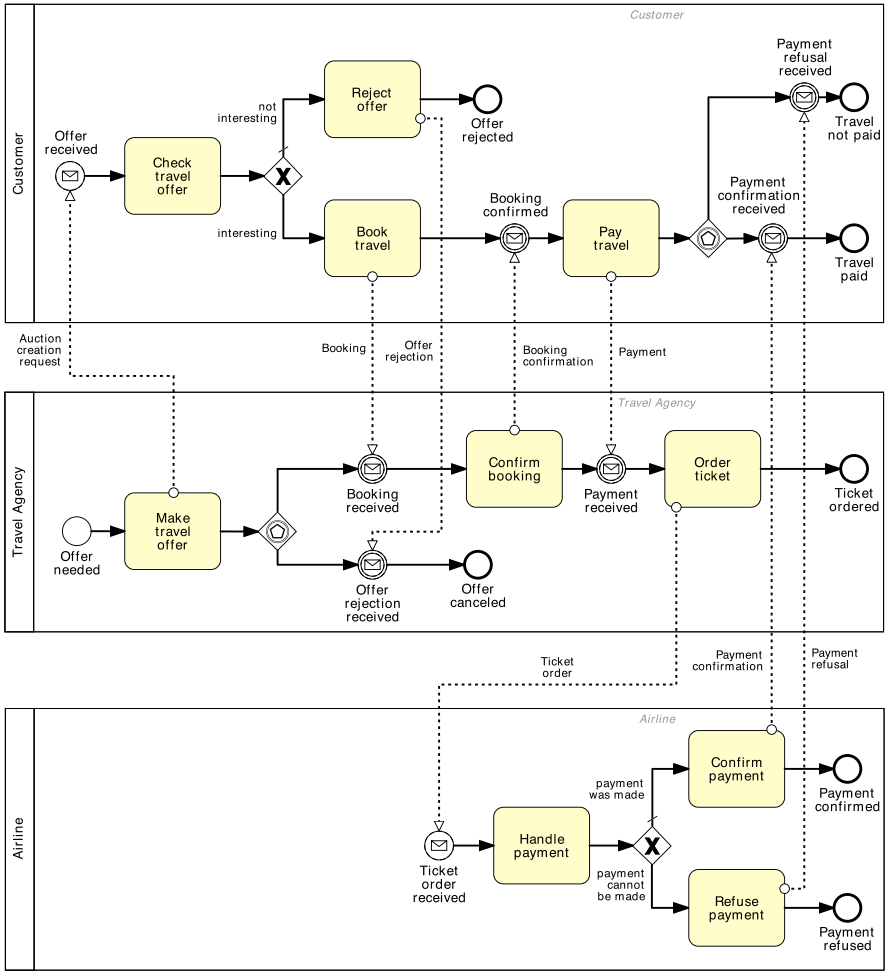 Customer
Customer
Payment
refusal
received
Reject
offer
not
interesting
Offer
rejected
Travel
not paid
Offer
received
Check
travel
offer
X
Payment
confirmation
received
Booking
confirmed
interesting
Book
travel
Pay
travel
Travel
paid
Auction
creation
request
Booking
Offer
rejection
Booking
confirmation
Payment
Travel Agency
Travel Agency
Confirm
booking
Order
ticket
Booking
received
Payment
received
Ticket
ordered
Make
travel
offer
Offer
needed
Offer
rejection
received
Offer
canceled
Ticket
order
Payment
confirmation
Payment
refusal
Airline
Airline
Confirm
payment
payment
was made
Payment
confirmed
Handle
payment
X
Ticket
order
received
payment
cannot
be made
Refuse
payment
Payment
refused